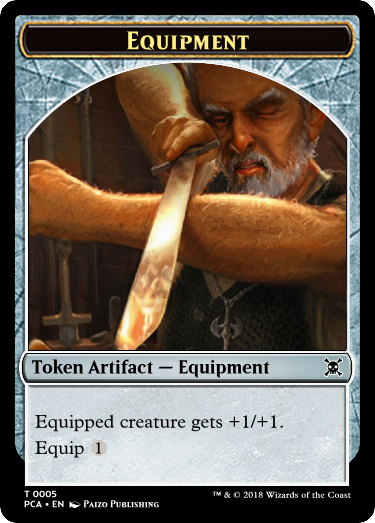 EQUIPMENT
Token Artifact — Equipment
Equipped creature gets +1/+1.
Equip 1
T 0005
PCA • EN PAIZO PUBLISHING
™ & © 2018 Wizards of the Coast